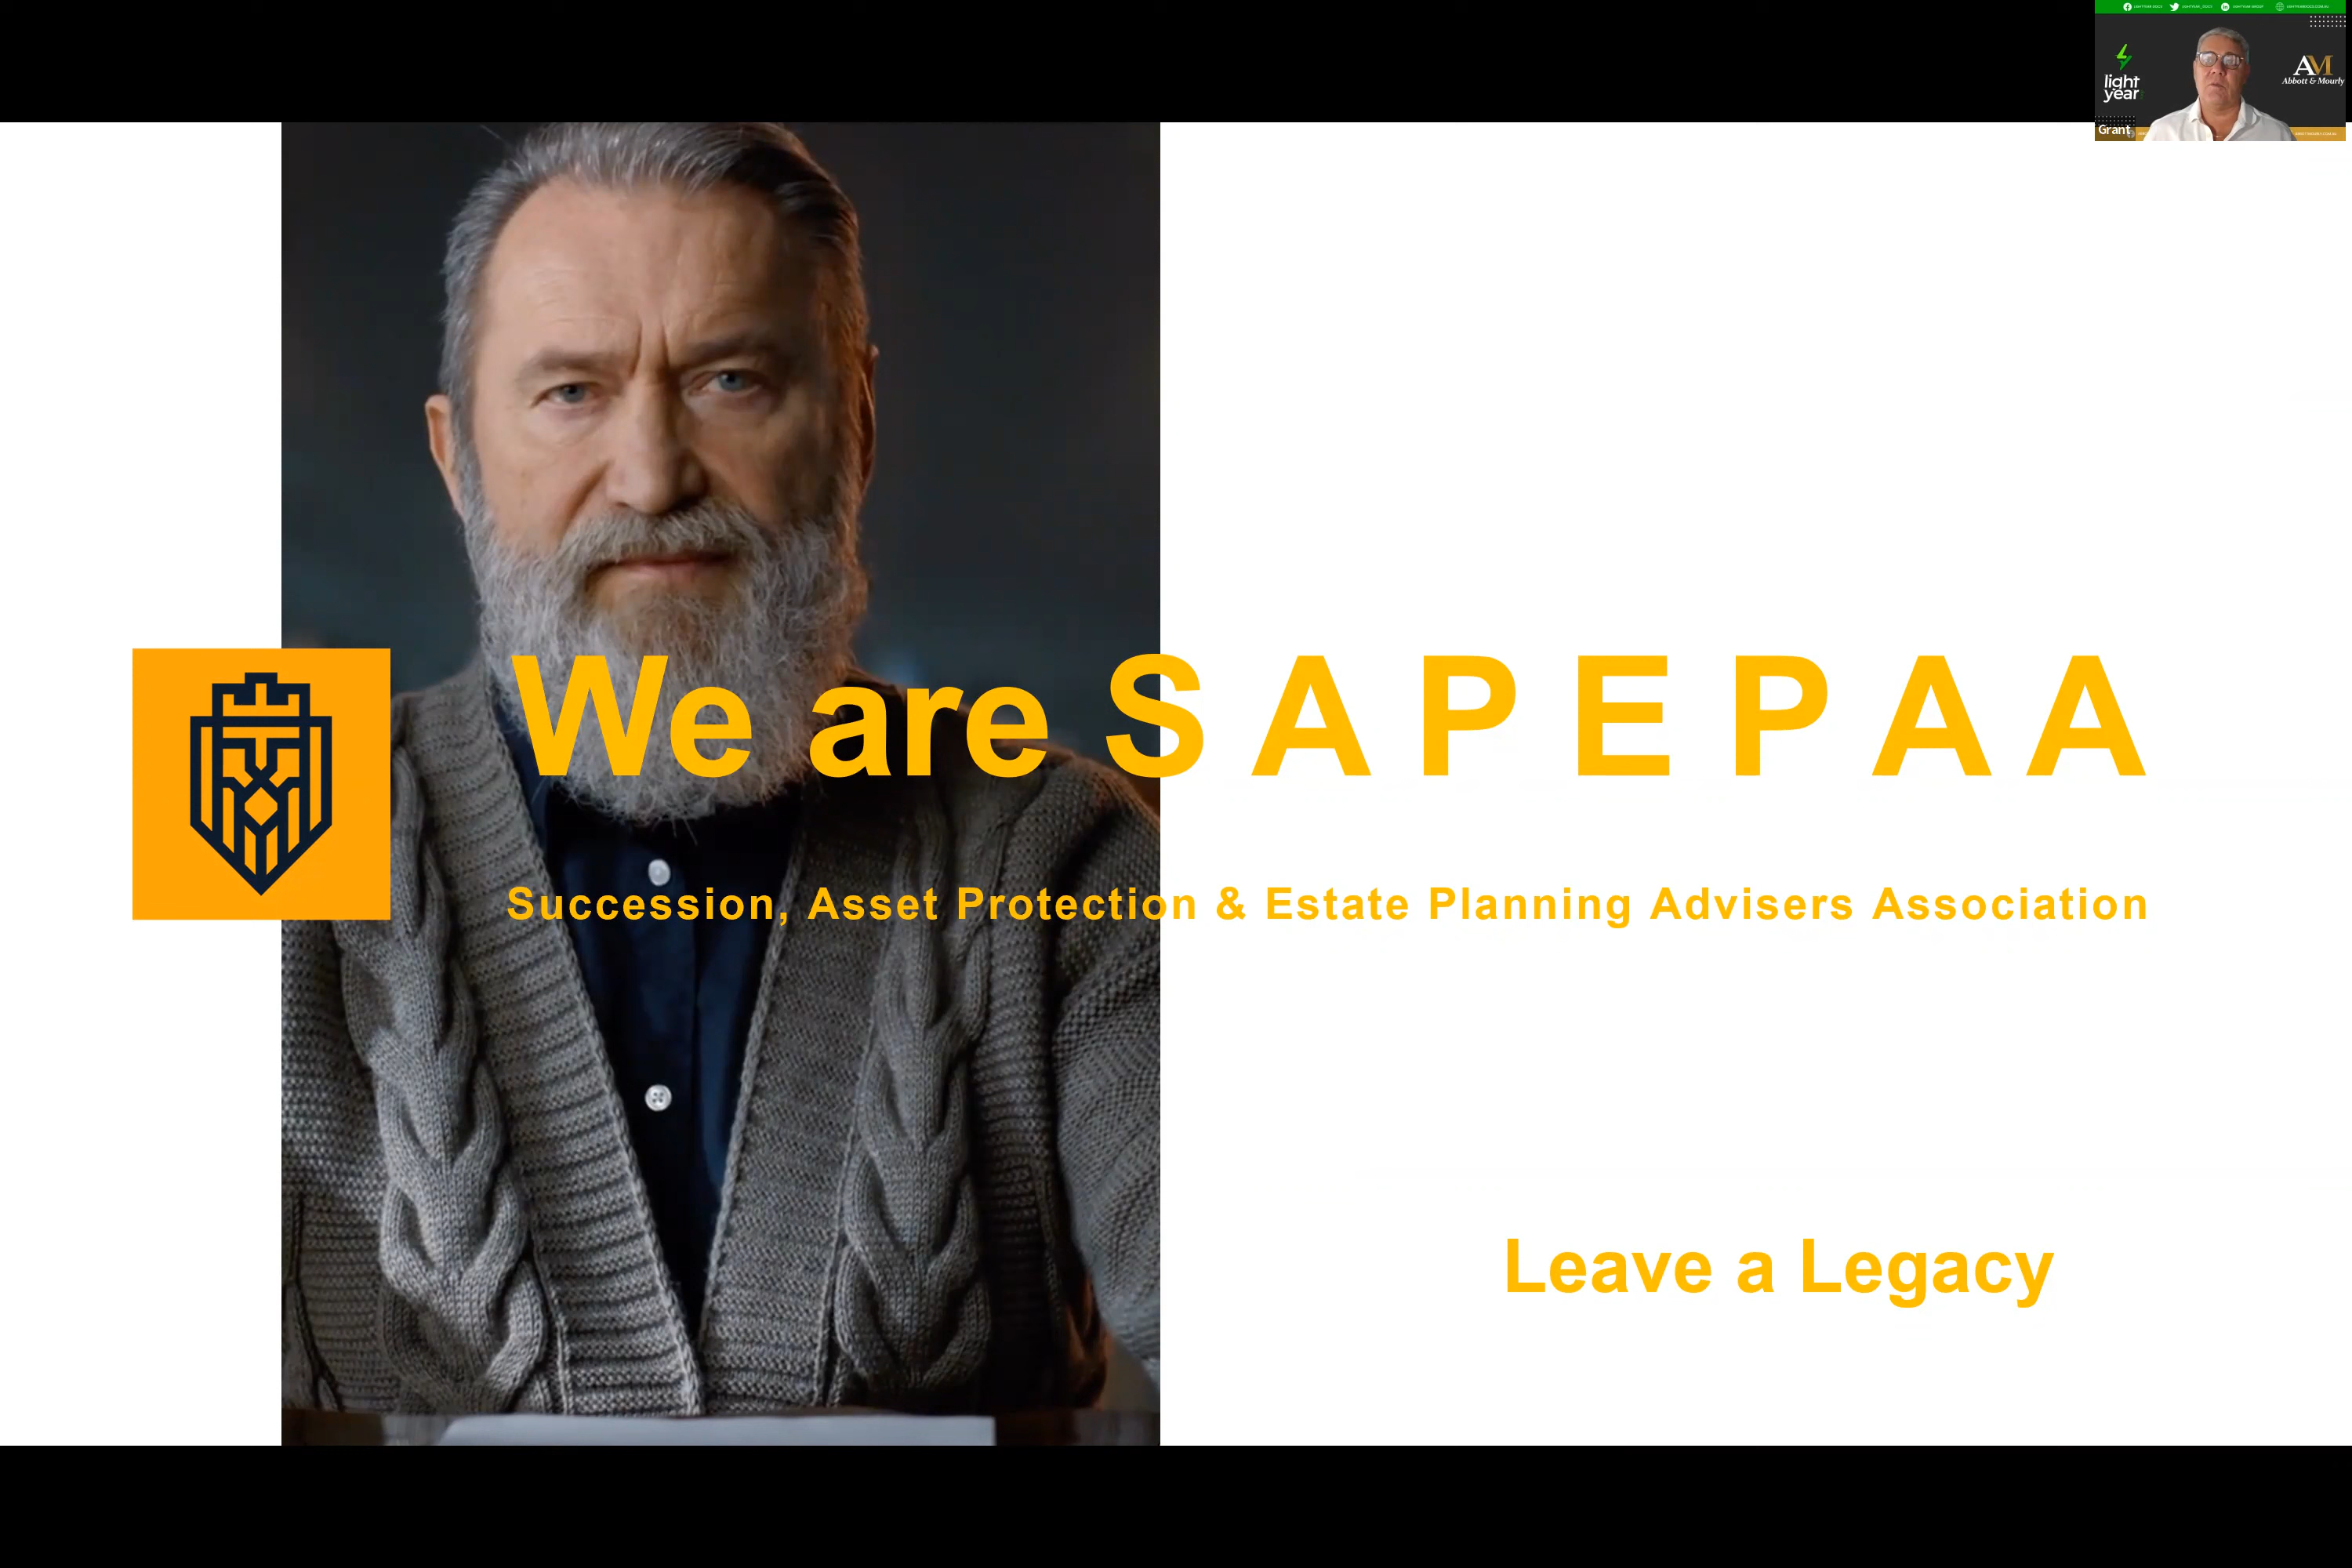 light
year
AM
Abbott & Mourly
Grant
We are SAPEPAA
Succession, Asset Protection & Estate Planning Advisers Association
Leave a Legacy